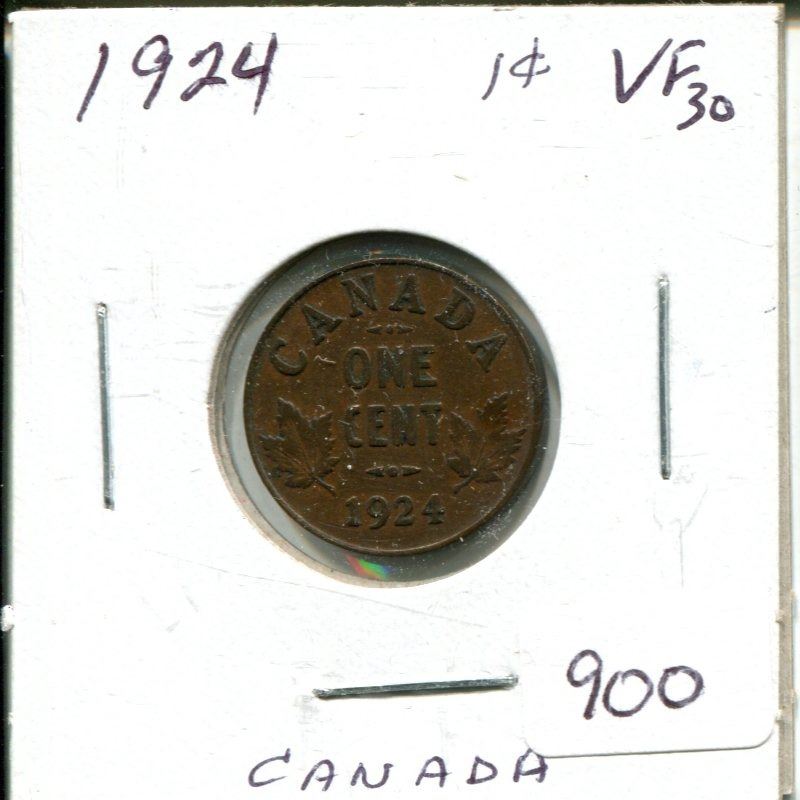 1924 1¢ VF30
CANADA
ONE
CENT
1924
900
CANADA